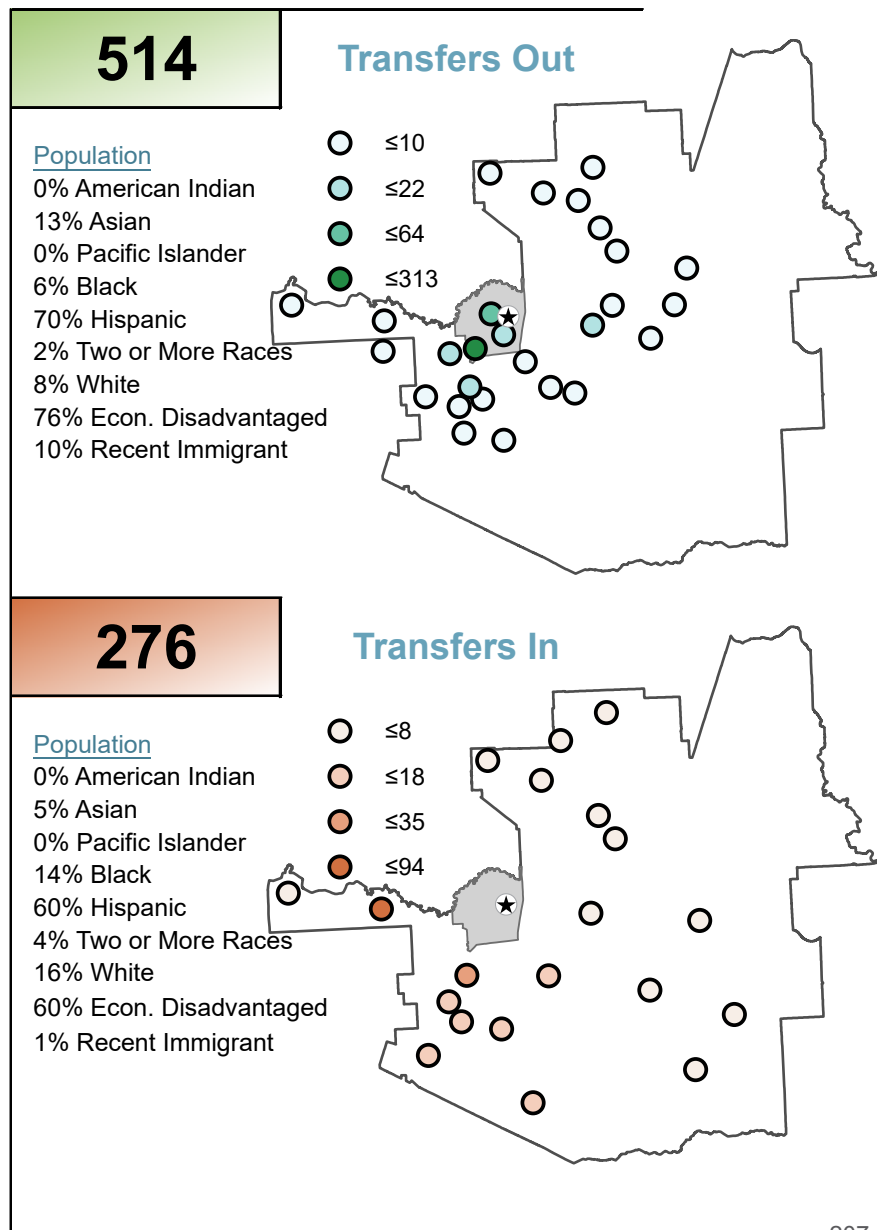 514
Transfers Out
Population
0% American Indian
13% Asian
0% Pacific Islander
6% Black
70% Hispanic
2% Two or More Races
8% White
76% Econ. Disadvantaged
10% Recent Immigrant
≤10
≤22
≤64
≤313
276
Transfers In
Population
0% American Indian
5% Asian
0% Pacific Islander
14% Black
60% Hispanic
4% Two or More Races
16% White
60% Econ. Disadvantaged
1% Recent Immigrant
≤8
≤18
≤35
≤94